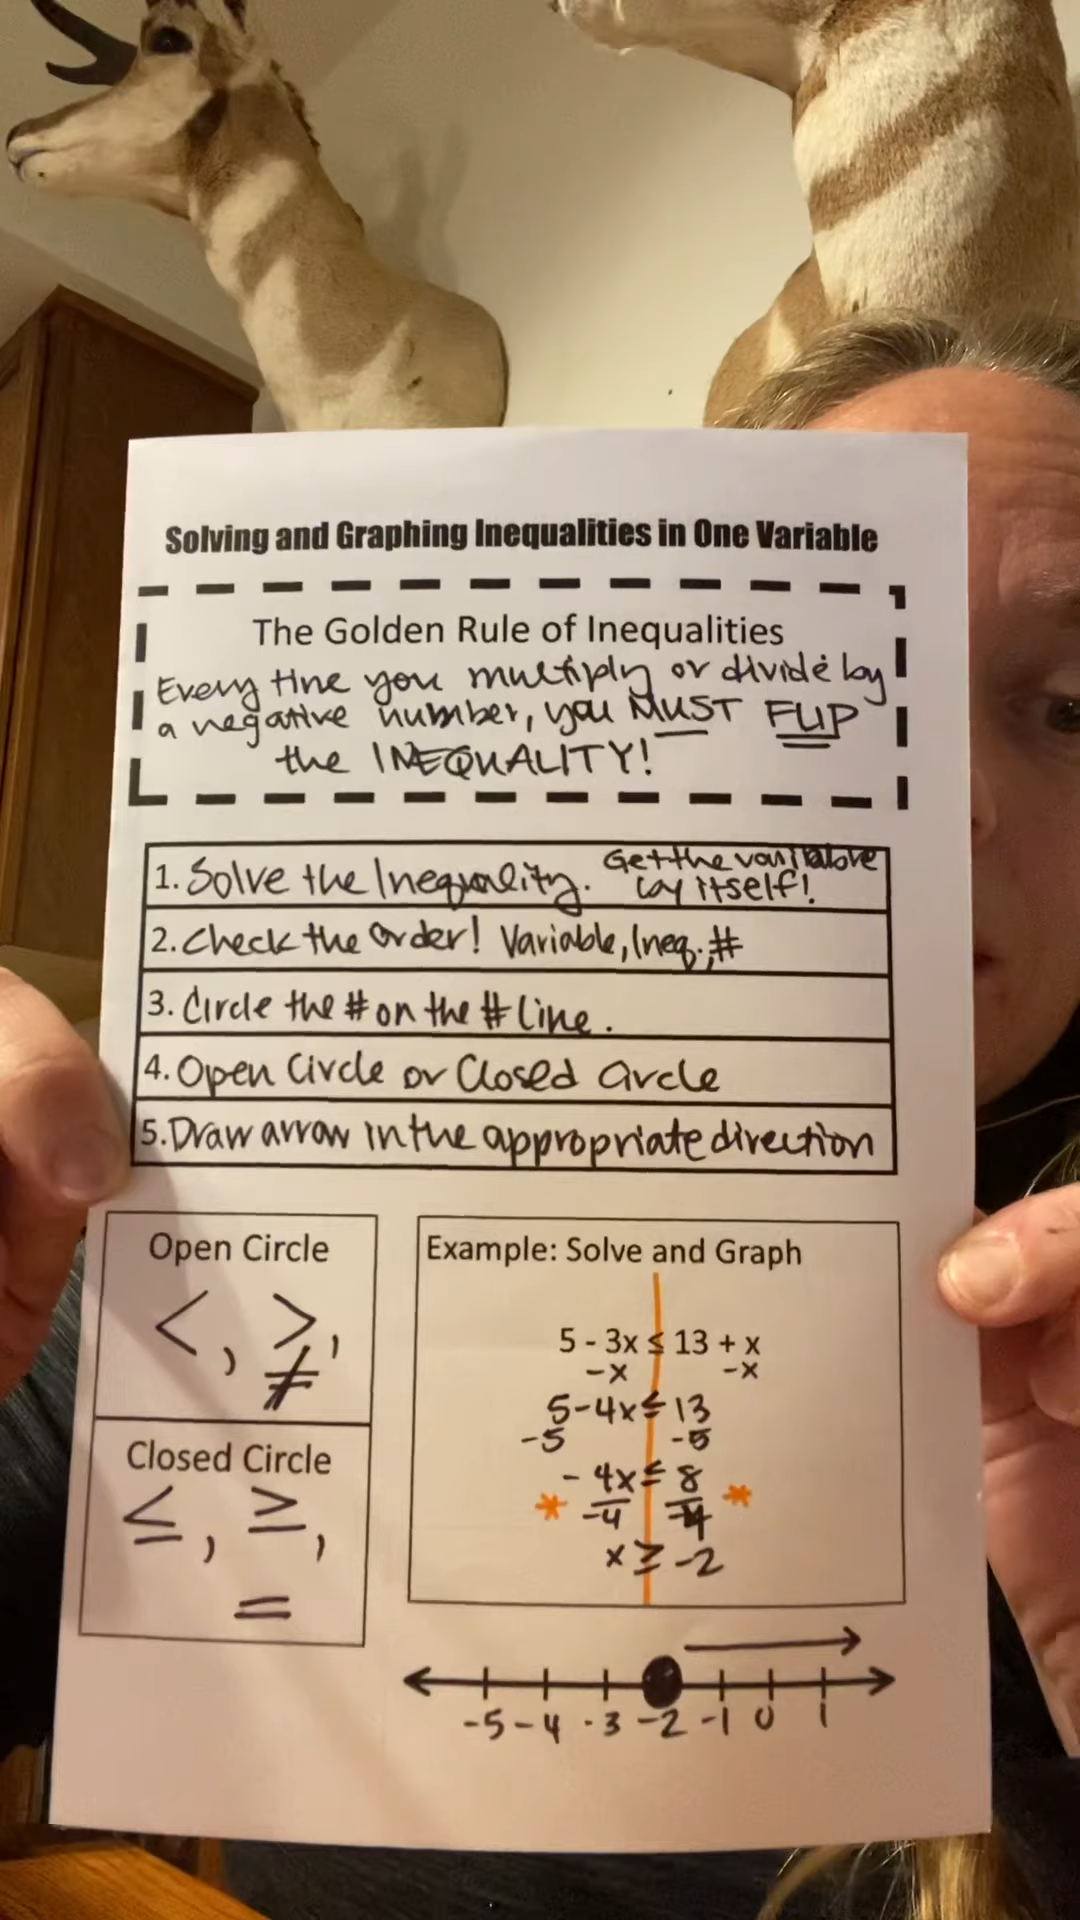 Solving and Graphing Inequalities in One Variable
The Golden Rule of Inequalities
Every time you multiply or divide by
a negative number, you MUST FLIP
the INEQUALITY!
1. Solve the Inequality. Get the variable
by itself!
2. Check the order! Variable, Ineq., #
3. Circle the # on the # line.
4. Open Circle or Closed Circle
5. Draw arrow in the appropriate direction
Open Circle
<, >,
≠
Closed Circle
≤, ≥,
=
Example: Solve and Graph
5 - 3x ≤ 13 + x
-x -x
5-4x ≤ 13
-5 -5
* -4x ≤ 8 *
-4 -4
x ≥ -2
-5 -4 -3 -2 -1 0 1